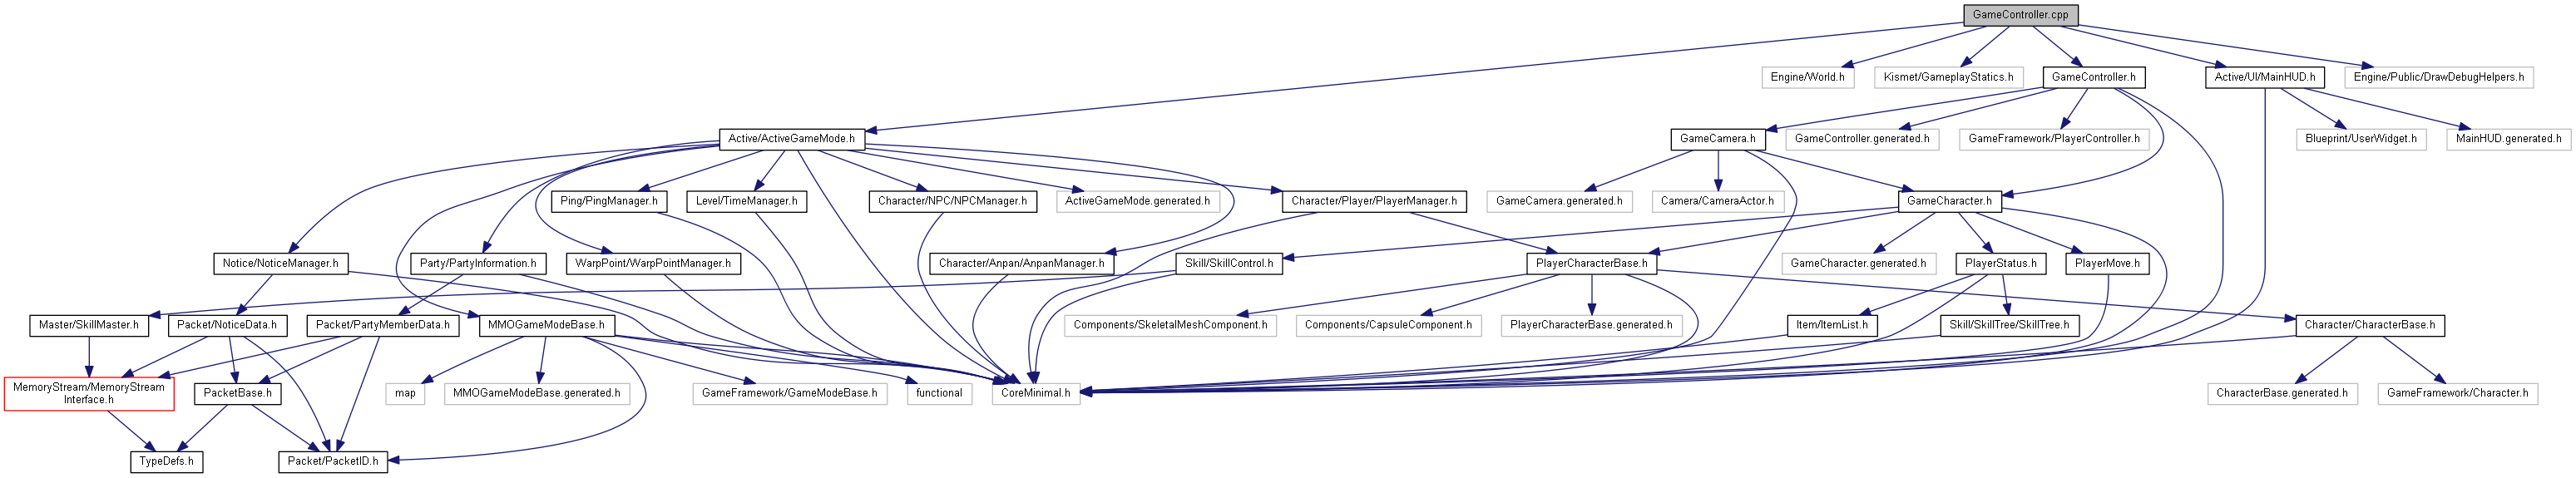 GameController.cpp
Engine/World.h
Kismet/GameplayStatics.h
GameController.h
Active/UI/MainHUD.h
Engine/Public/DrawDebugHelpers.h
Active/ActiveGameMode.h
GameCamera.h
GameController.generated.h
GameFramework/PlayerController.h
Blueprint/UserWidget.h
MainHUD.generated.h
Ping/PingManager.h
Level/TimeManager.h
Character/NPC/NPCManager.h
ActiveGameMode.generated.h
Character/Player/PlayerManager.h
GameCamera.generated.h
Camera/CameraActor.h
GameCharacter.h
Notice/NoticeManager.h
Party/PartyInformation.h
WarpPoint/WarpPointManager.h
Character/Anpan/AnpanManager.h
Skill/SkillControl.h
PlayerCharacterBase.h
GameCharacter.generated.h
PlayerStatus.h
PlayerMove.h
Master/SkillMaster.h
Packet/NoticeData.h
Packet/PartyMemberData.h
MMOGameModeBase.h
Components/SkeletalMeshComponent.h
Components/CapsuleComponent.h
PlayerCharacterBase.generated.h
Item/ItemList.h
Skill/SkillTree/SkillTree.h
Character/CharacterBase.h
MemoryStream/MemoryStream
Interface.h
PacketBase.h
map
MMOGameModeBase.generated.h
GameFramework/GameModeBase.h
functional
CoreMinimal.h
CharacterBase.generated.h
GameFramework/Character.h
TypeDefs.h
Packet/PacketID.h